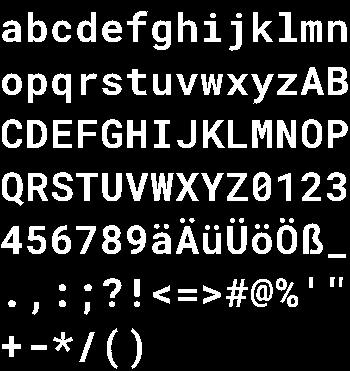 abcdefghijklmn
opqrstuvwxyzAB
CDEFGHIJKLMNOP
QRSTUVWXYZ0123
456789äÄüÜöÖß_
.,:;?!<=>#@%'"
+-*/()